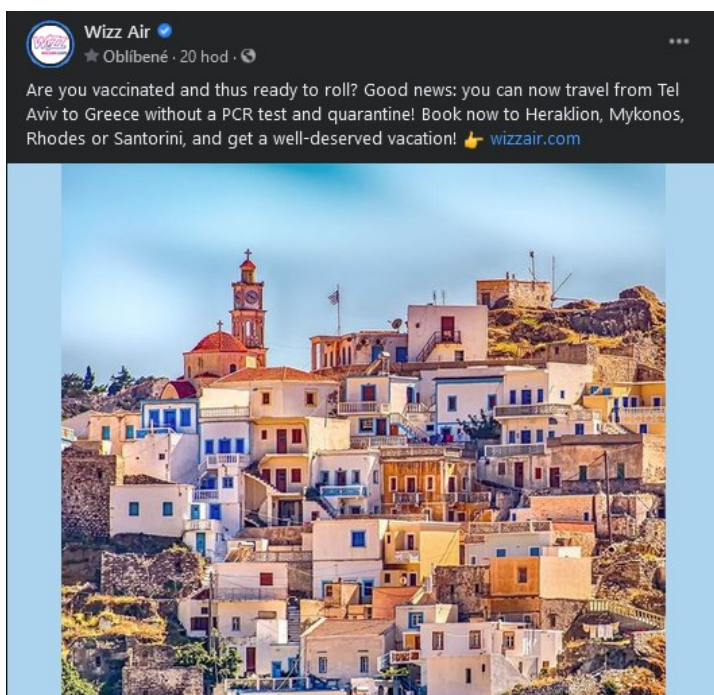 Wizz Air
Oblíbené · 20 hod ·
Are you vaccinated and thus ready to roll? Good news: you can now travel from Tel
Aviv to Greece without a PCR test and quarantine! Book now to Heraklion, Mykonos,
Rhodes or Santorini, and get a well-deserved vacation! 👉 wizzair.com